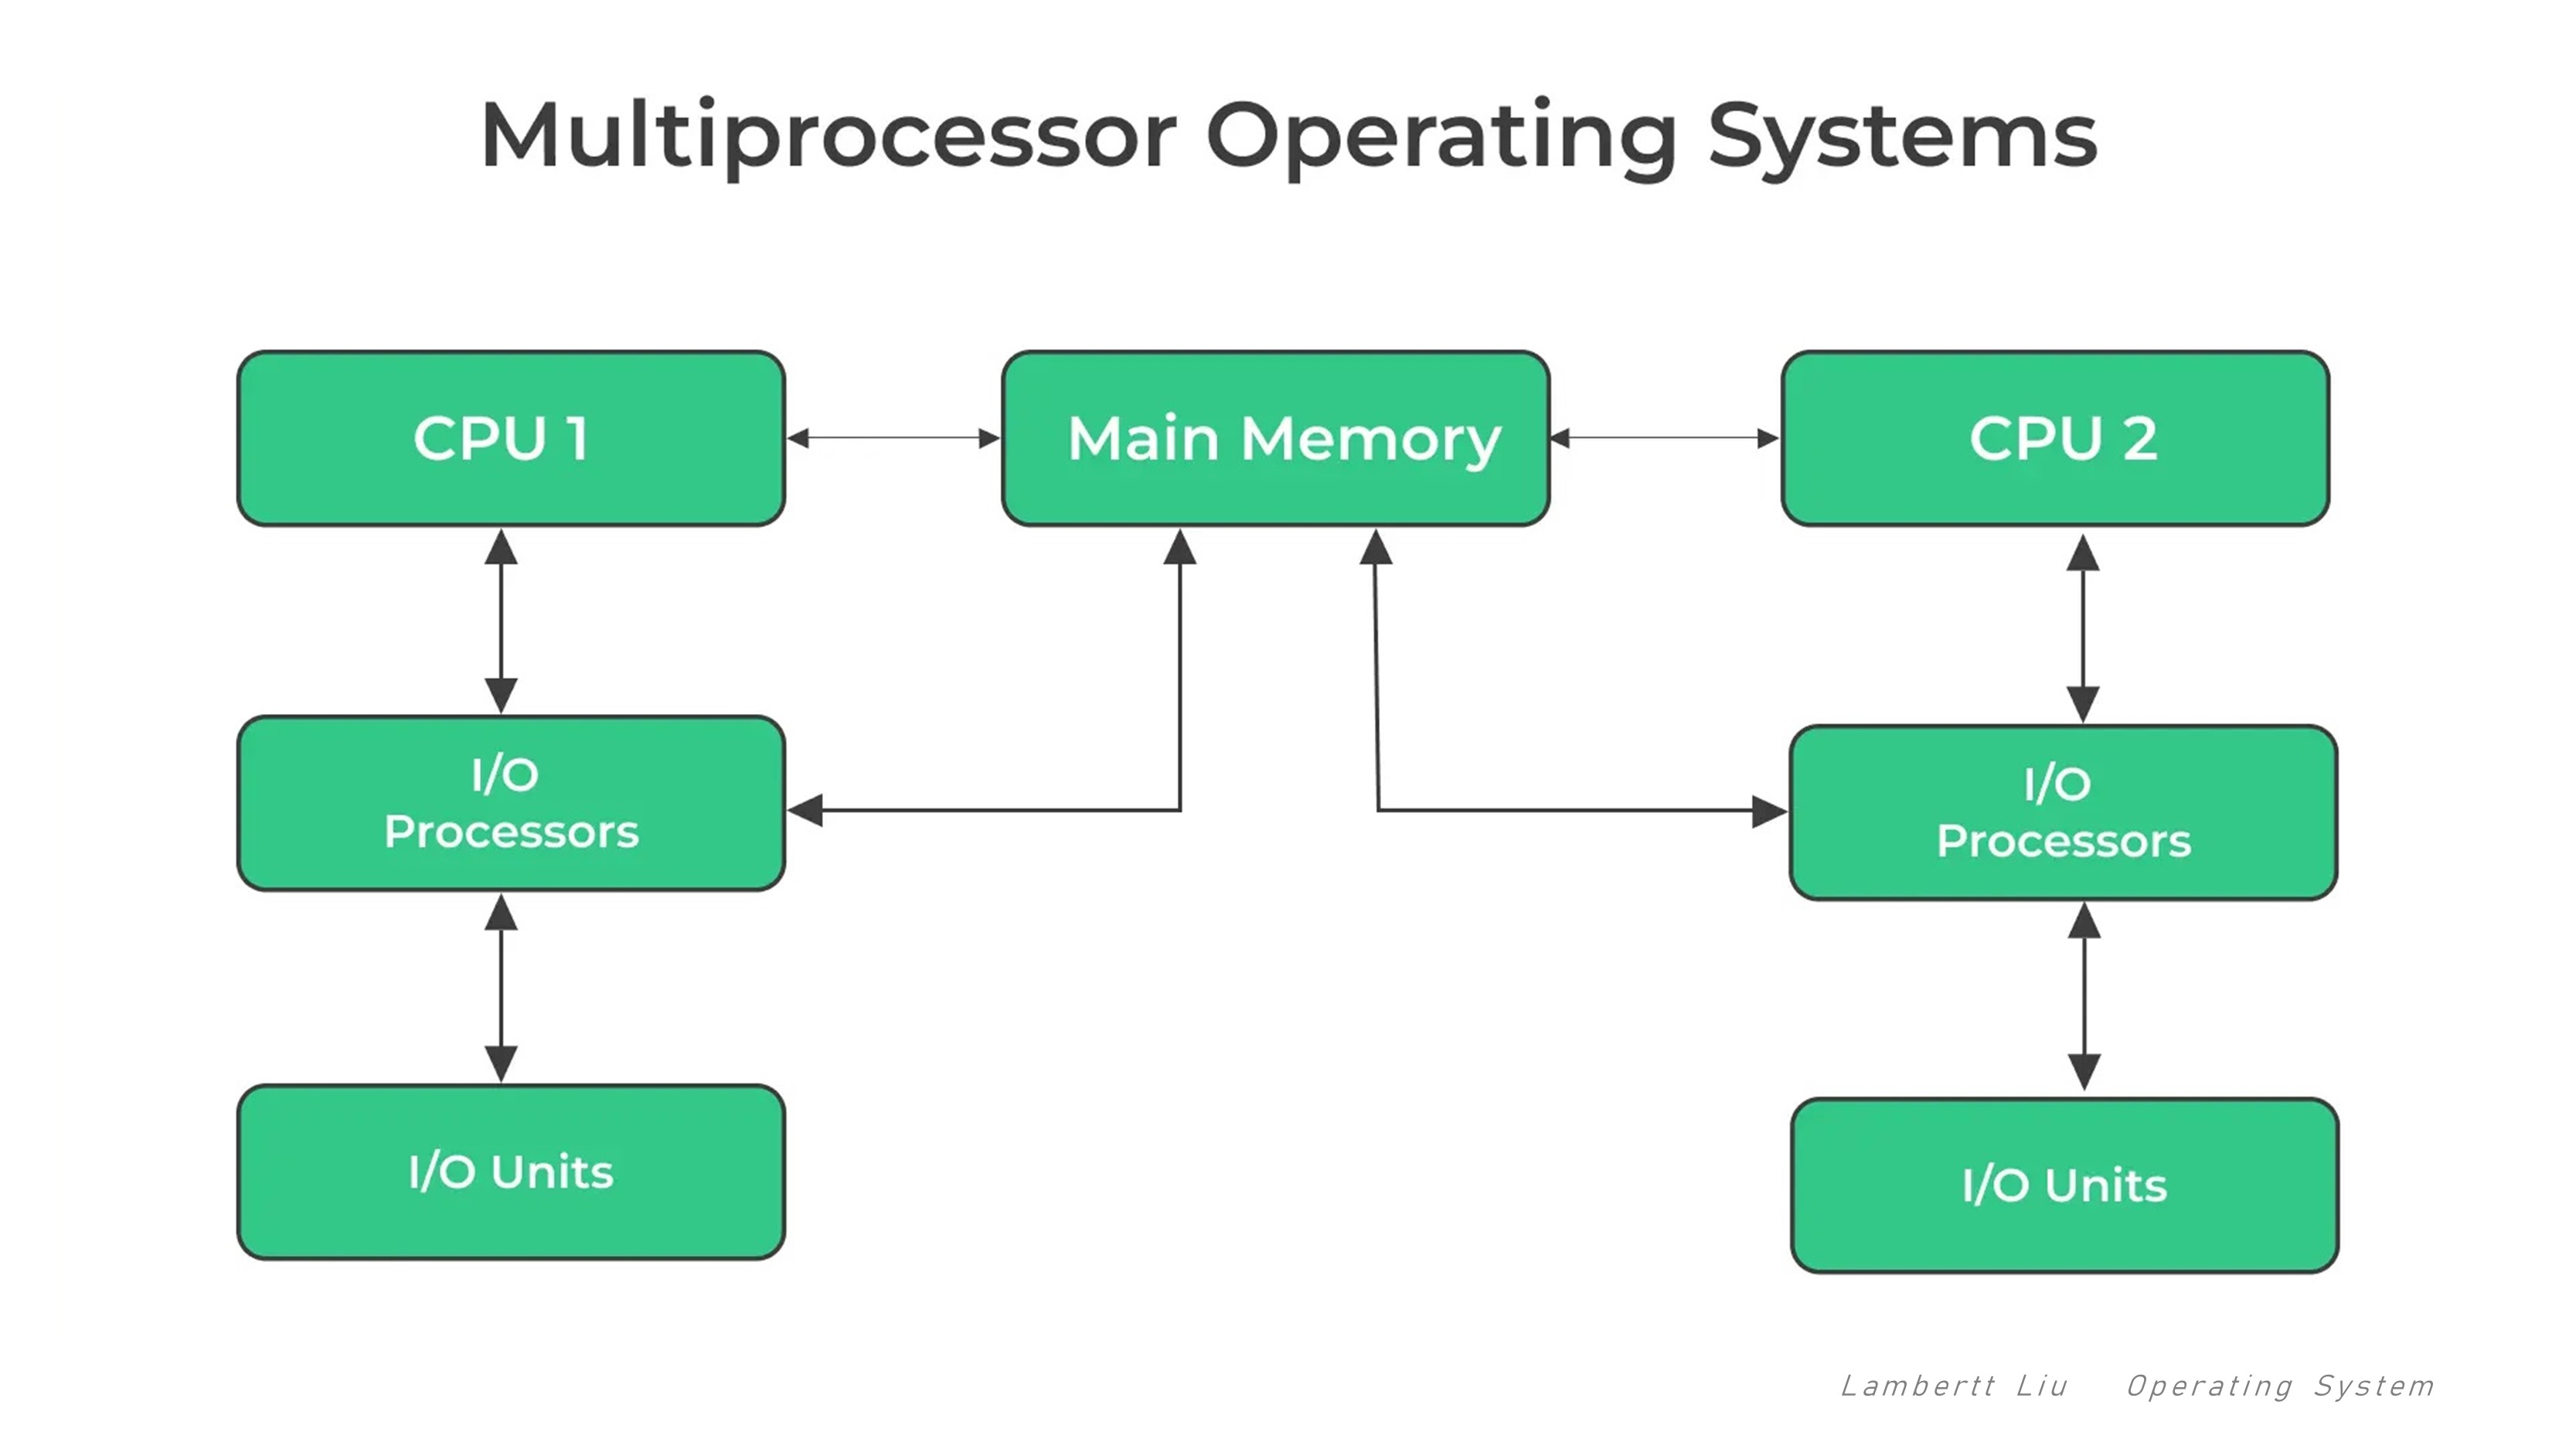 Multiprocessor Operating Systems
CPU 1
Main Memory
CPU 2
I/O
Processors
I/O
Processors
I/O Units
I/O Units
Lambertt Liu Operating System